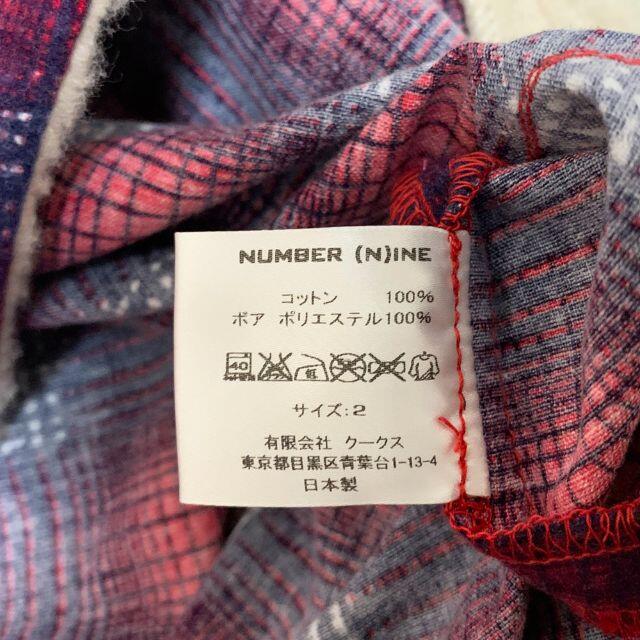 NUMBER (N)INE
コットン 100%
ボア ポリエステル100%
40
サイズ:2
有限会社 クークス
東京都目黒区青葉台1-13-4
日本製